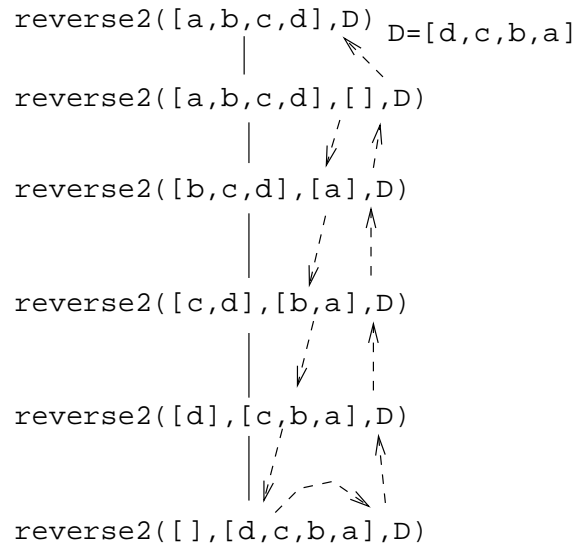 reverse2([a,b,c,d],D) D=[d,c,b,a]
reverse2([a,b,c,d],[],D)
reverse2([b,c,d],[a],D)
reverse2([c,d],[b,a],D)
reverse2([d],[c,b,a],D)
reverse2([],[d,c,b,a],D)